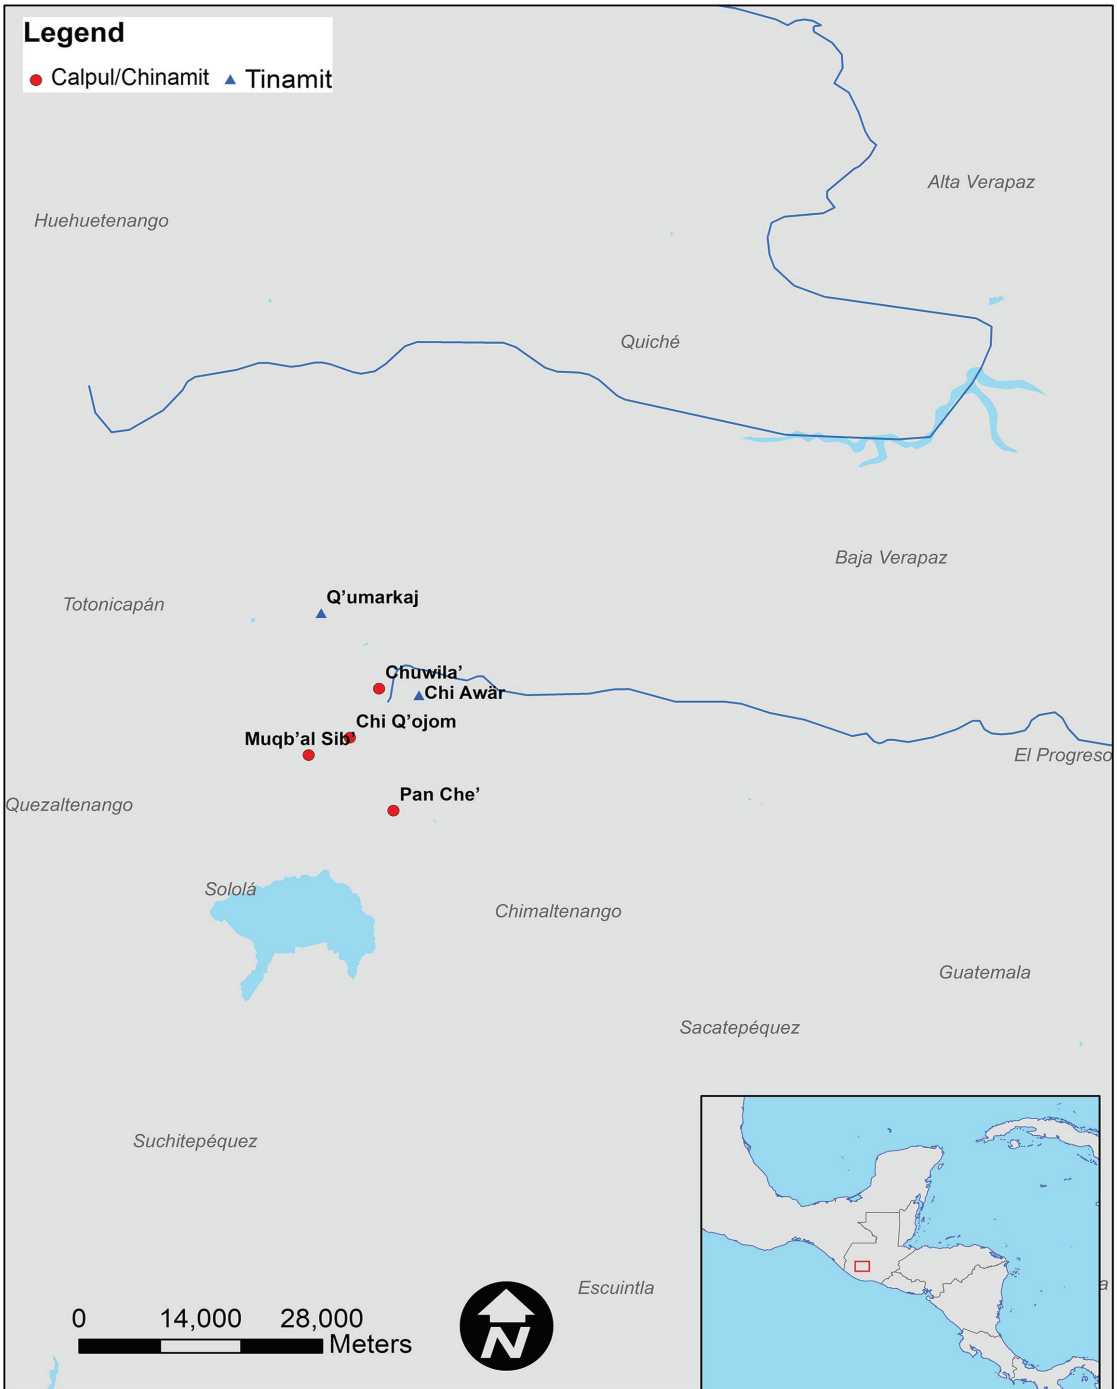 Legend
Calpul/Chinamit Tinamit
Alta Verapaz
Huehuetenango
Quiché
Baja Verapaz
Q’umarkaj
Totonicapán
Chuwila’
Chi Awär
Chi Q’ojom
Muqb’al Sib’
El Progreso
Pan Che’
Quezaltenango
Sololá
Chimaltenango
Guatemala
Sacatepéquez
Suchitepéquez
Escuintla
a
0 14,000 28,000
Meters
N